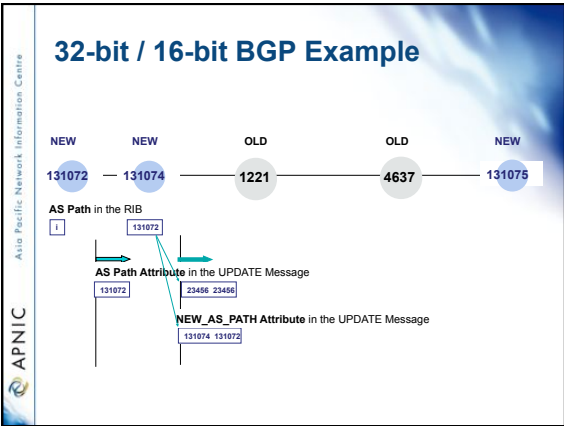 32-bit / 16-bit BGP Example
NEW NEW OLD OLD NEW
131072 131074 1221 4637 131075
AS Path in the RIB
i 131072
AS Path Attribute in the UPDATE Message
131072 23456 23456
NEW_AS_PATH Attribute in the UPDATE Message
131074 131072
Asia Pacific Network Information Centre
APNIC